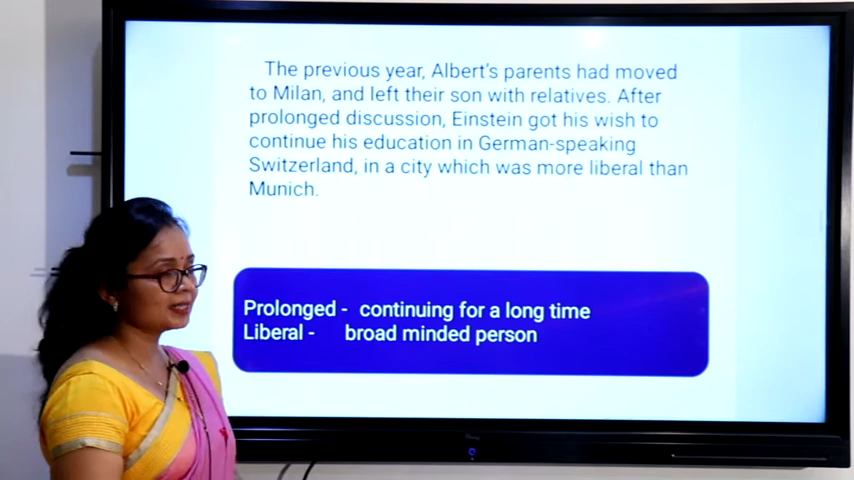 The previous year, Albert's parents had moved
to Milan, and left their son with relatives. After
prolonged discussion, Einstein got his wish to
continue his education in German-speaking
Switzerland, in a city which was more liberal than
Munich.
Prolonged - continuing for a long time
Liberal - broad minded person